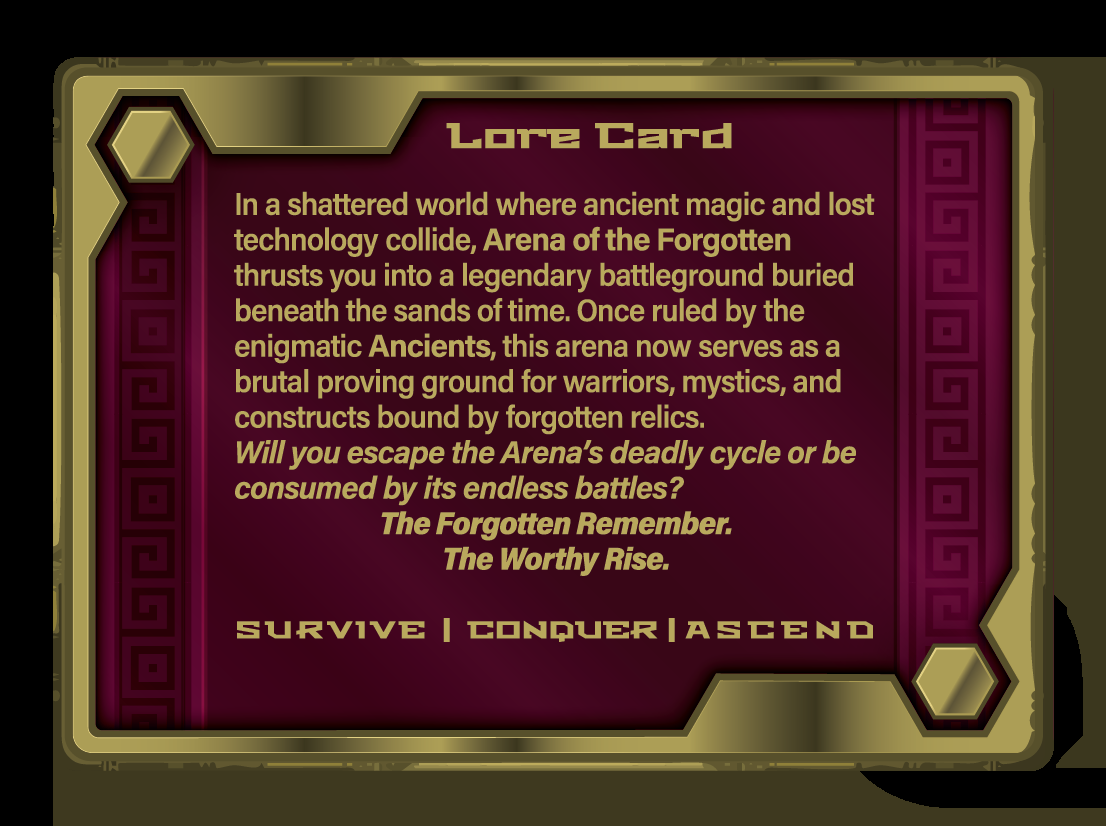 Lore Card
In a shattered world where ancient magic and lost
technology collide, Arena of the Forgotten
thrusts you into a legendary battleground buried
beneath the sands of time. Once ruled by the
enigmatic Ancients, this arena now serves as a
brutal proving ground for warriors, mystics, and
constructs bound by forgotten relics.
Will you escape the Arena’s deadly cycle or be
consumed by its endless battles?
The Forgotten Remember.
The Worthy Rise.
SURVIVE | CONQUER | ASCEND